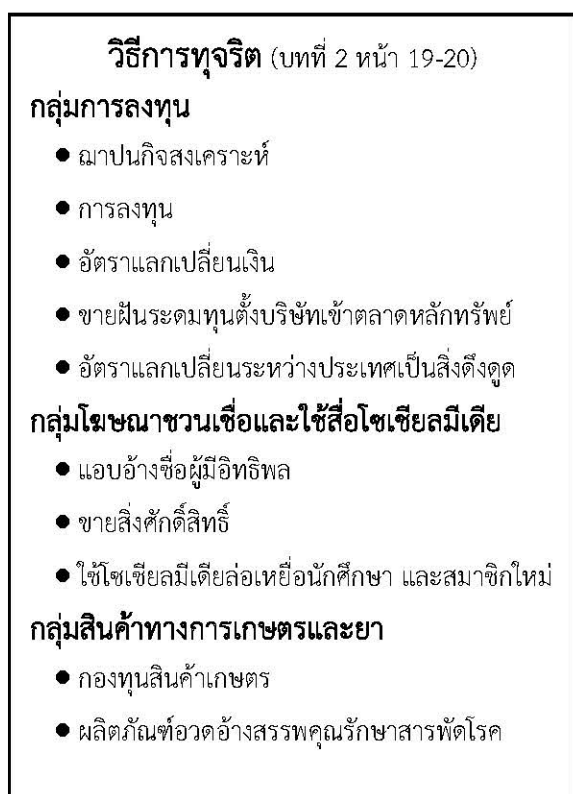 วิธีการทุจริต (บทที่ 2 หน้า 19-20)
กลุ่มการลงทุน
● ฌาปนกิจสงเคราะห์
● การลงทุน
● อัตราแลกเปลี่ยนเงิน
● ขายฝันระดมทุนตั้งบริษัทเข้าตลาดหลักทรัพย์
● อัตราแลกเปลี่ยนระหว่างประเทศเป็นสิ่งดึงดูด
กลุ่มโฆษณาชวนเชื่อและใช้สื่อโซเชียลมีเดีย
● แอบอ้างชื่อผู้มีอิทธิพล
● ขายสิ่งศักดิ์สิทธิ์
● ใช้โซเชียลมีเดียล่อเหยื่อนักศึกษา และสมาชิกใหม่
กลุ่มสินค้าทางการเกษตรและยา
● กองทุนสินค้าเกษตร
● ผลิตภัณฑ์อวดอ้างสรรพคุณรักษาสารพัดโรค